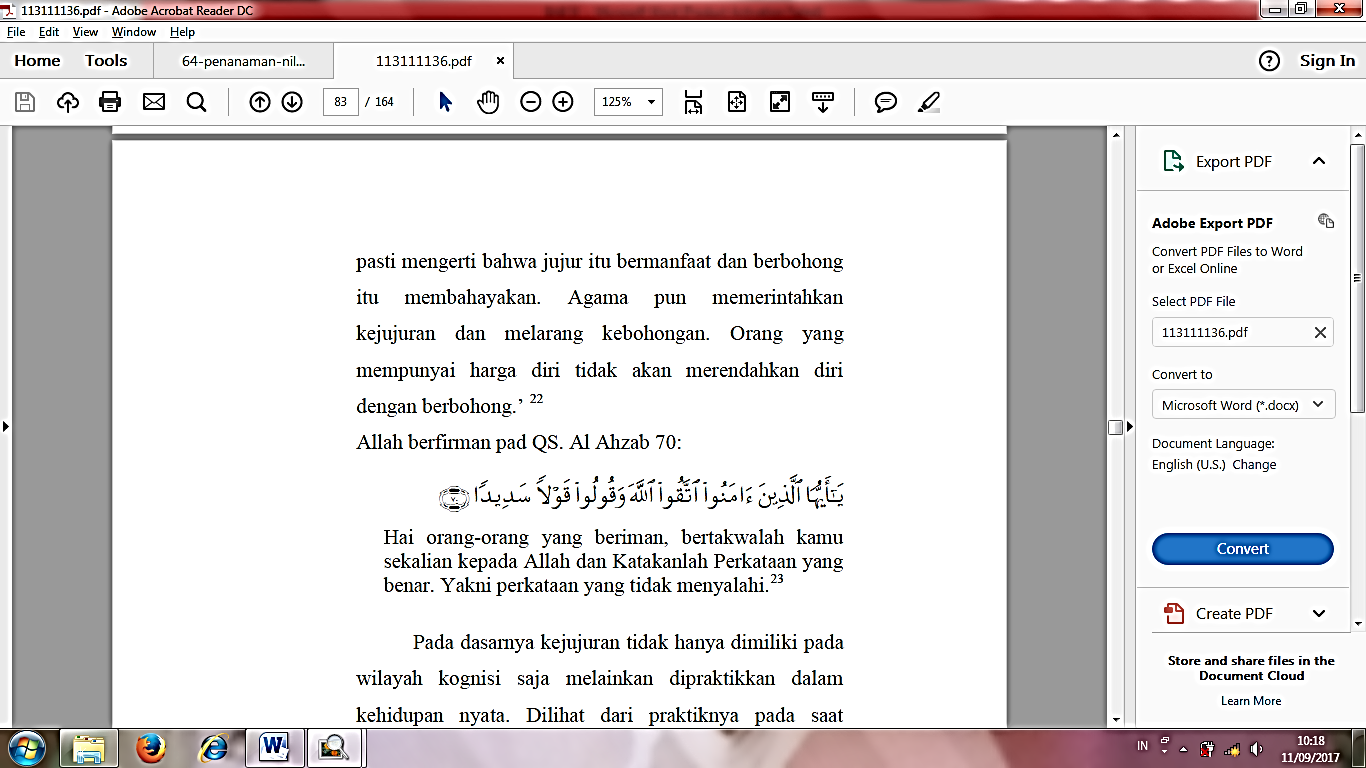 113111136.pdf - Adobe Acrobat Reader DC
File Edit View Window Help
Home Tools 64-penanaman-nil... 113111136.pdf × Sign In
83 / 164 125%
pasti mengerti bahwa jujur itu bermanfaat dan berbohong
itu membahayakan. Agama pun memerintahkan
kejujuran dan melarang kebohongan. Orang yang
mempunyai harga diri tidak akan merendahkan diri
dengan berbohong.’ 22
Allah berfirman pad QS. Al Ahzab 70:
يَـٰٓأَيُّهَا ٱلَّذِينَ ءَامَنُوا۟ ٱتَّقُوا۟ ٱللَّهَ وَقُولُوا۟ قَوْلًا سَدِيدًا ٧٠
Hai orang-orang yang beriman, bertakwalah kamu
sekalian kepada Allah dan Katakanlah Perkataan yang
benar. Yakni perkataan yang tidak menyalahi.23
Pada dasarnya kejujuran tidak hanya dimiliki pada
wilayah kognisi saja melainkan dipraktikkan dalam
kehidupan nyata. Dilihat dari praktiknya pada saat
Export PDF
Adobe Export PDF
Convert PDF Files to Word
or Excel Online
Select PDF File
113111136.pdf
Convert to
Microsoft Word (*.docx)
Document Language:
English (U.S.) Change
Convert
Create PDF
Store and share files in the
Document Cloud
Learn More
IN
10:18
11/09/2017